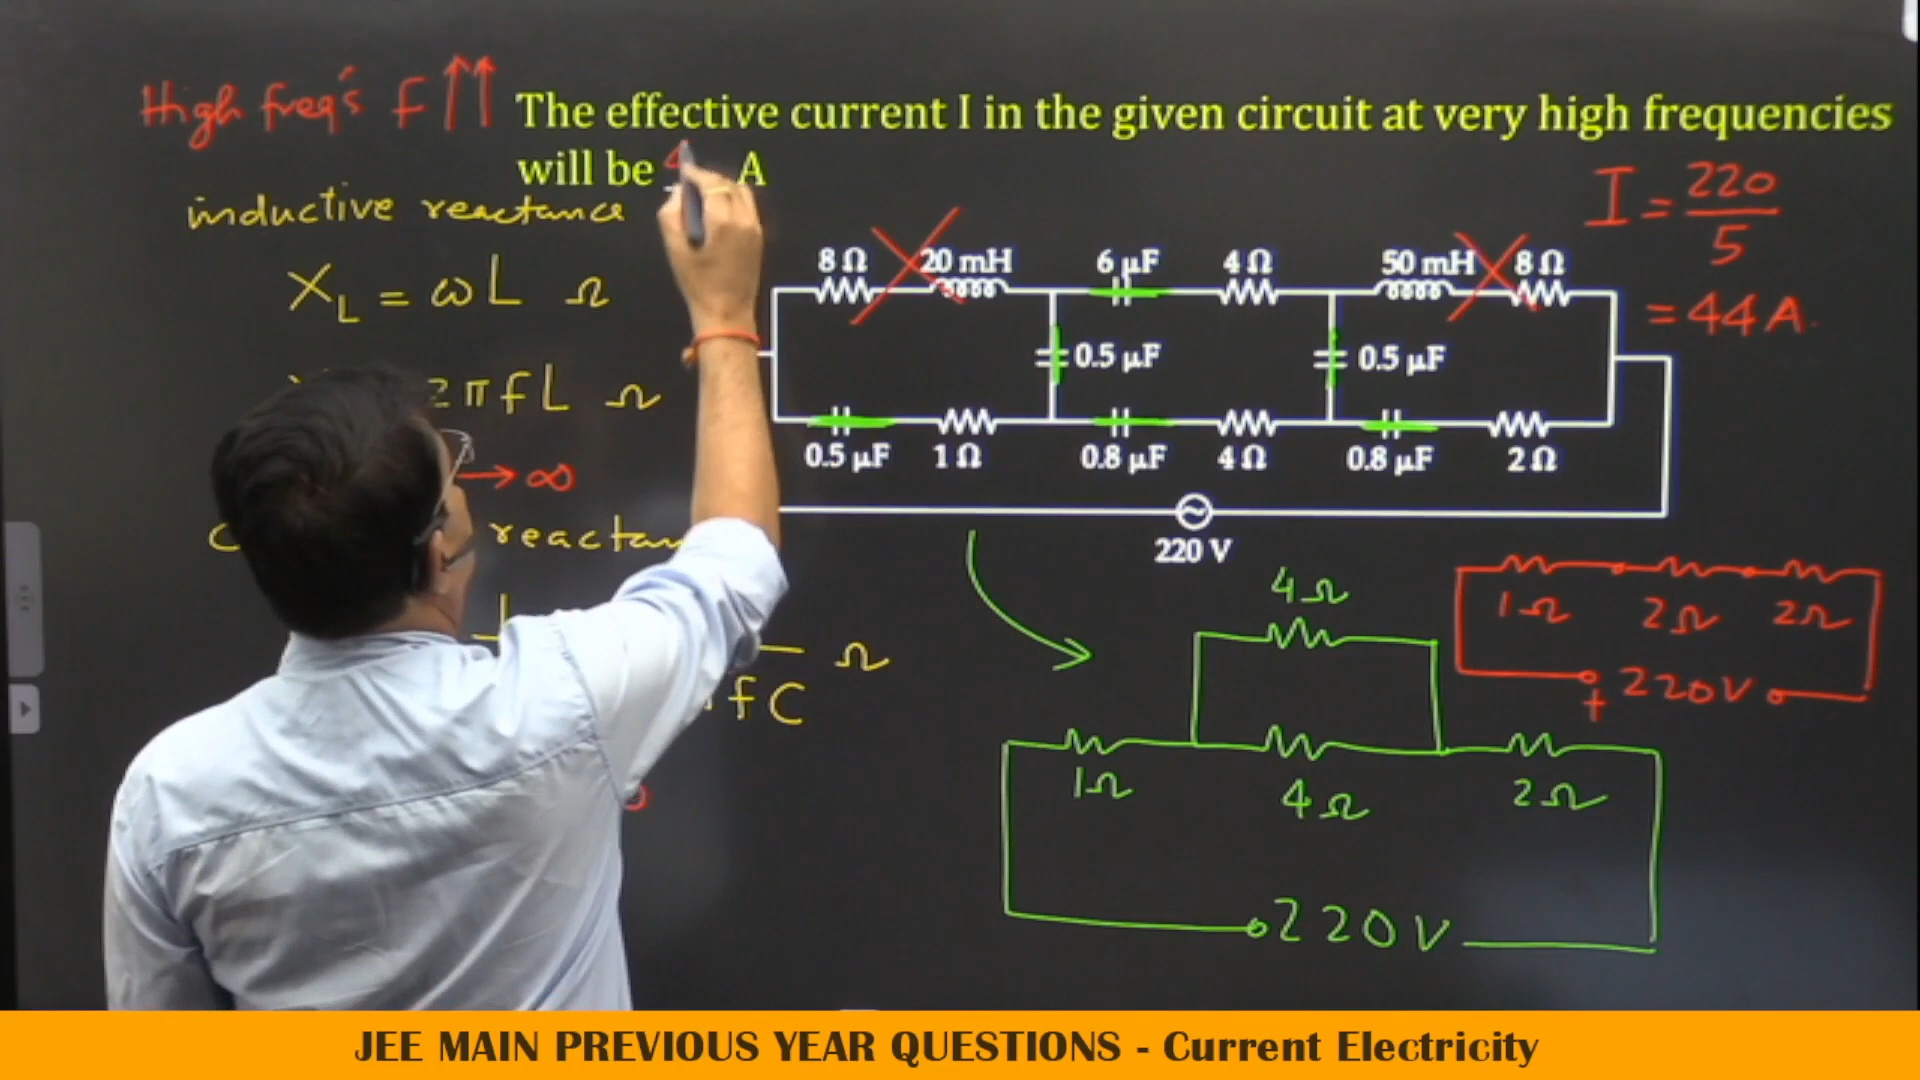 High freq's f ↑↑
The effective current I in the given circuit at very high frequencies
will be 4 A
inductive reactance
X_L = ωL Ω
2πfL Ω
→ ∞
reactan
fC Ω
I = 220/5
= 44 A.
8 Ω 20 mH 6 μF 4 Ω 50 mH 8 Ω
0.5 μF 0.5 μF
0.5 μF 1 Ω 0.8 μF 4 Ω 0.8 μF 2 Ω
220 V
4Ω
1Ω 4Ω 2Ω
220V
1Ω 2Ω 2Ω
+ 220V
JEE MAIN PREVIOUS YEAR QUESTIONS - Current Electricity